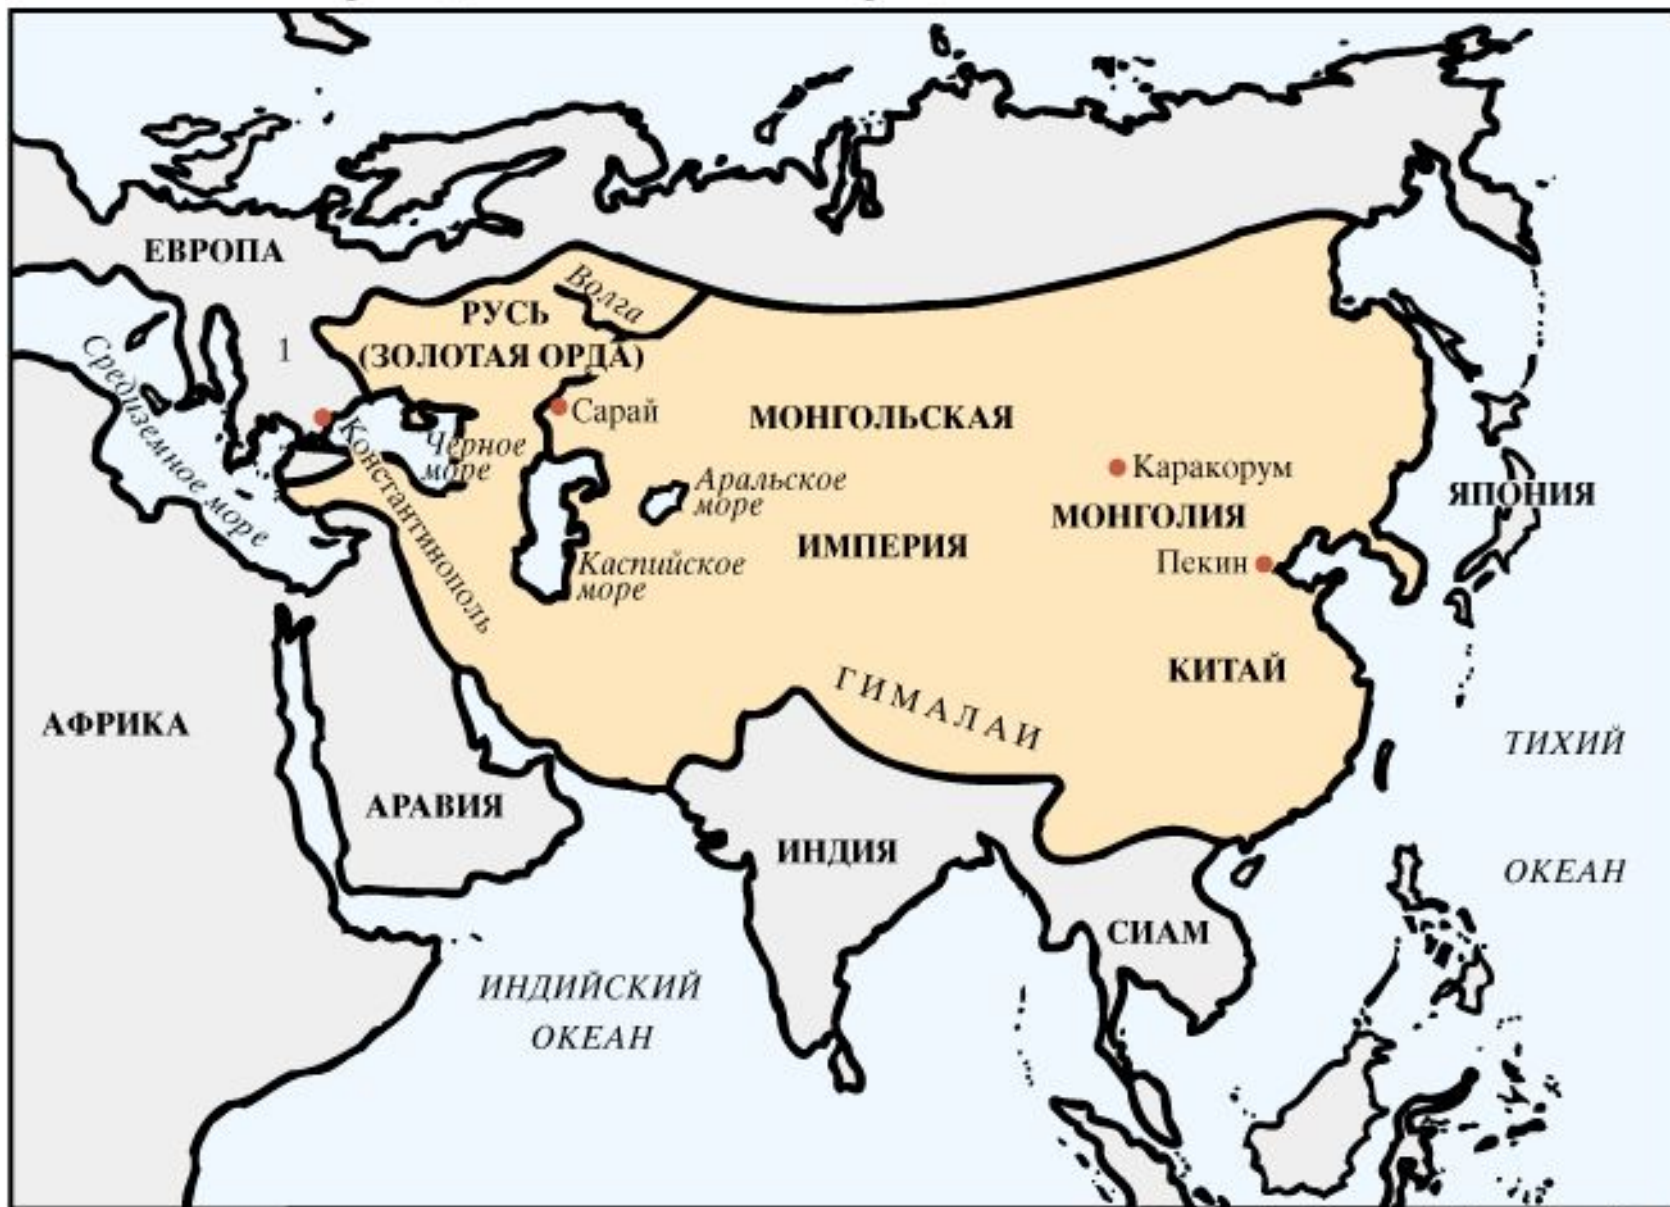 ЕВРОПА
Волга
РУСЬ
(ЗОЛОТАЯ ОРДА)
1
Средиземное море
Сарай
МОНГОЛЬСКАЯ
Константинополь
Черное
море
Каракорум
Аральское
море
ЯПОНИЯ
МОНГОЛИЯ
ИМПЕРИЯ
Пекин
Каспийское
море
КИТАЙ
ГИМАЛАИ
АФРИКА
ТИХИЙ
ОКЕАН
АРАВИЯ
ИНДИЯ
СИАМ
ИНДИЙСКИЙ
ОКЕАН